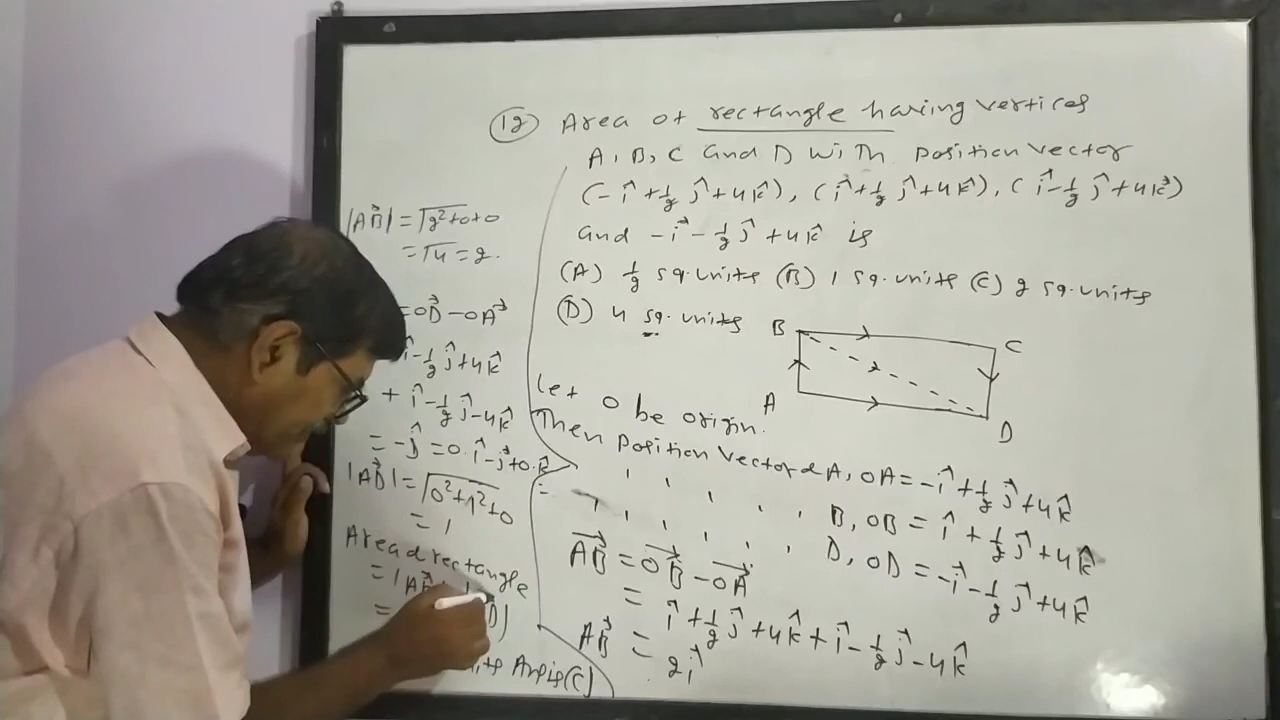 (12) Area of rectangle having vertices
A, B, C and D with position vector
(-î + 1/2 ĵ + 4k̂), (î + 1/2 ĵ + 4k̂), (î - 1/2 ĵ + 4k̂)
and -î - 1/2 ĵ + 4k̂ is
(A) 1/2 sq. units (B) 1 sq. units (C) 2 sq. units
(D) 4 sq. units
B
C
A
D
Let O be origin.
Then Position Vector of A, OA = -î + 1/2 ĵ + 4k̂
' ' ' ' ' B, OB = î + 1/2 ĵ + 4k̂
' ' ' ' ' D, OD = -î - 1/2 ĵ + 4k̂
AB = OB - OA
= î + 1/2 ĵ + 4k̂ + î - 1/2 ĵ - 4k̂
AB = 2î
|AB| = √2²+0+0
= √4 = 2.
= OD - OA
î - 1/2 ĵ + 4k̂
+ î - 1/2 ĵ - 4k̂
= -ĵ = 0.î - ĵ + 0.k̂
|AD| = √0²+1²+0
= 1
Area of rectangle
= |AB
=
Ans is (C)